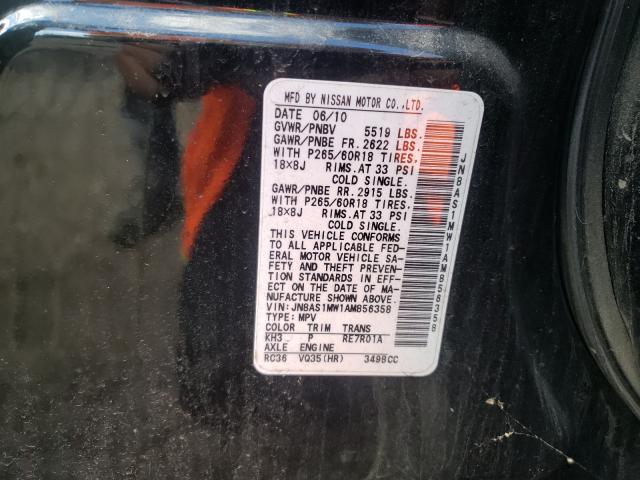 MFD BY NISSAN MOTOR CO.,LTD.
DATE 06/10
GVWR/PNBV 5519 LBS.
GAWR/PNBE FR. 2622 LBS.
WITH P265/60R18 TIRES,
18×8J RIMS. AT 33 PSI
COLD SINGLE.
GAWR/PNBE RR. 2915 LBS.
WITH P265/60R18 TIRES,
18×8J RIMS. AT 33 PSI
COLD SINGLE.
THIS VEHICLE CONFORMS
TO ALL APPLICABLE FED-
ERAL MOTOR VEHICLE SA-
FETY AND THEFT PREVEN-
TION STANDARDS IN EFF-
ECT ON THE DATE OF MA-
NUFACTURE SHOWN ABOVE.
VIN: JN8AS1MW1AM856358
TYPE: MPV
COLOR TRIM TRANS
KH3 P RE7R01A
AXLE ENGINE
RC36 VQ35(HR) 3498CC
JN8AS1MW1AM856358